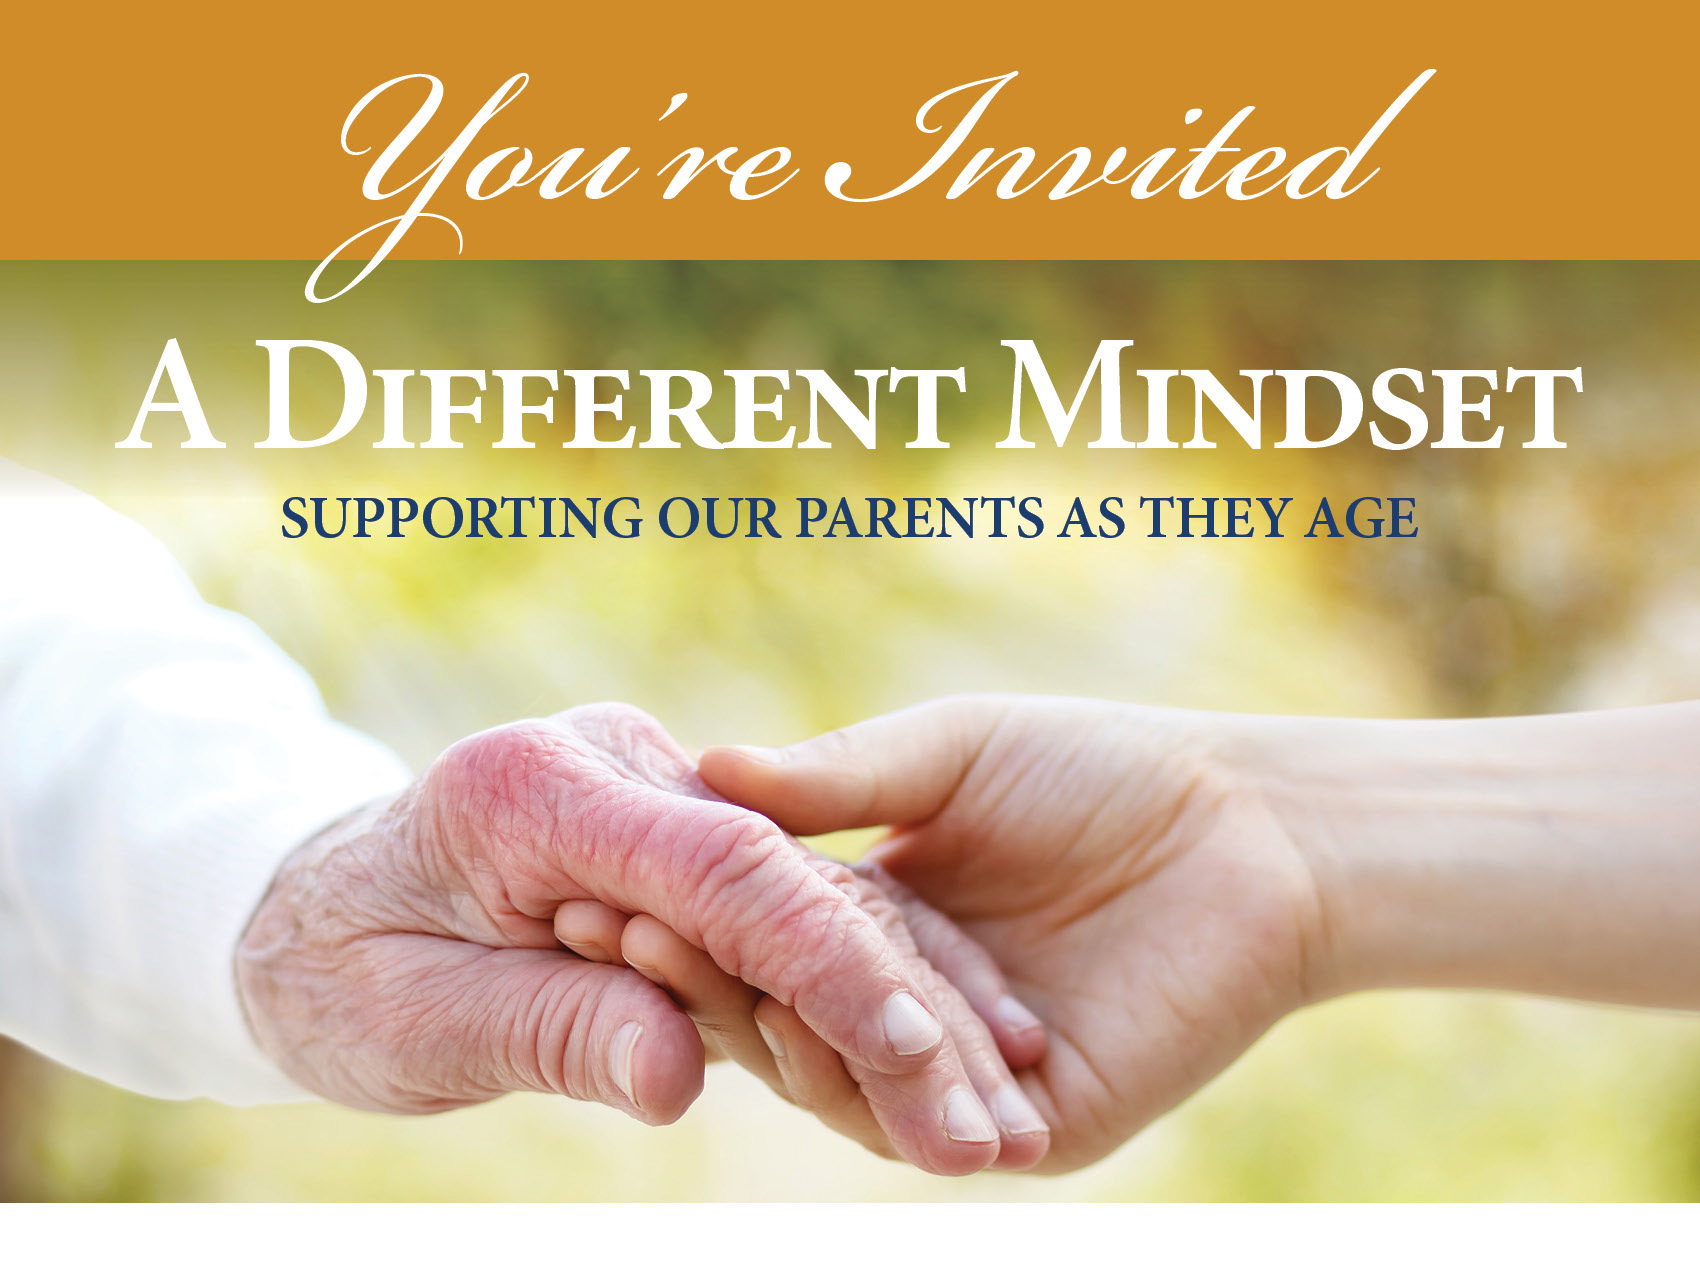 You're Invited
A Different Mindset
SUPPORTING OUR PARENTS AS THEY AGE